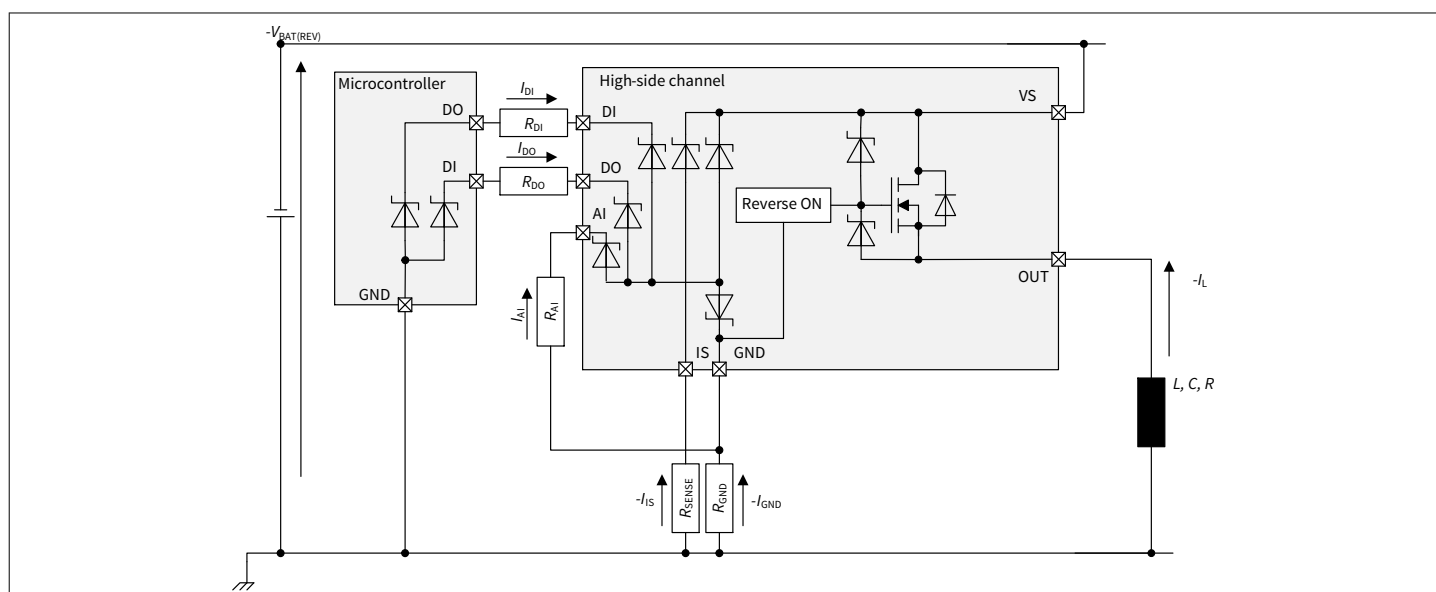 -VBAT(REV)
Microcontroller
High-side channel
DO
IDI
DI
VS
RDI
DI
IDO
DO
RDO
AI
Reverse ON
GND
OUT
-IL
IAI
RAI
IS
GND
L, C, R
-IIS
RSENSE
RGND
-IGND